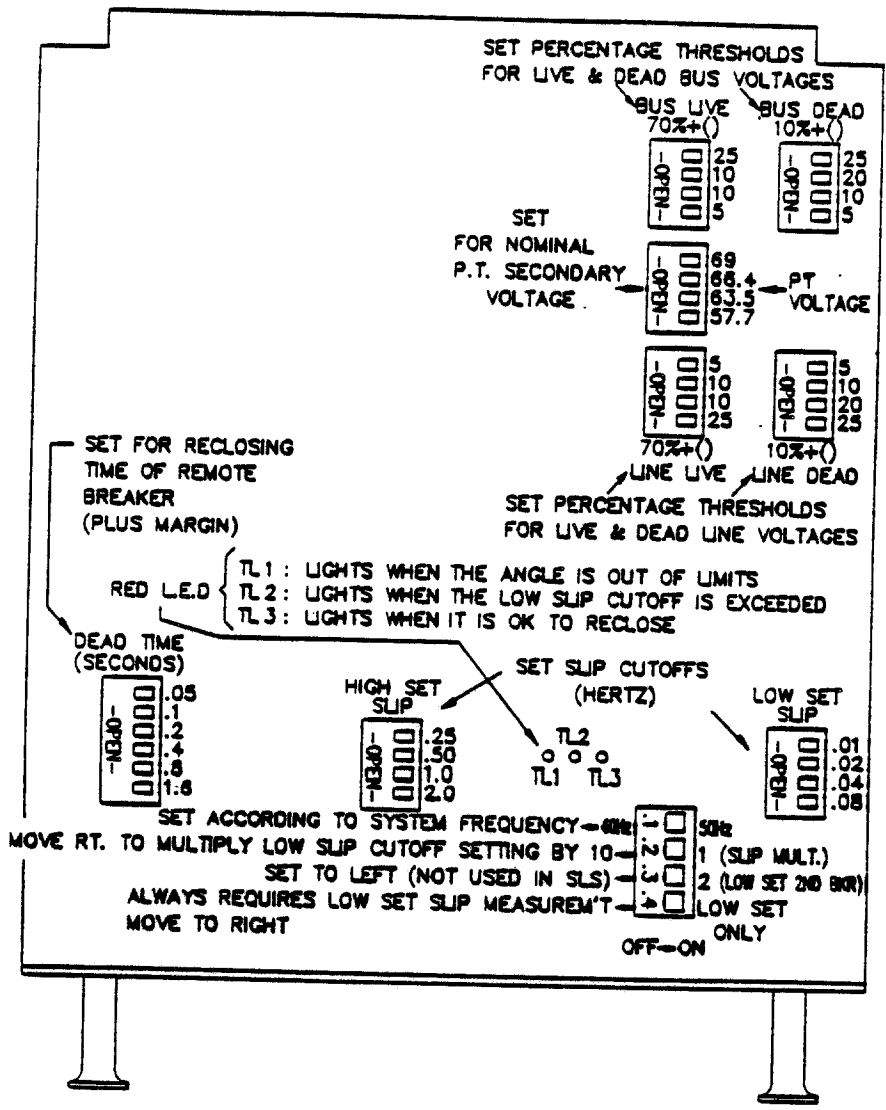 SET PERCENTAGE THRESHOLDS
FOR LIVE & DEAD BUS VOLTAGES
BUS LIVE
70%+()
BUS DEAD
10%+()
-OPEN-
25
10
10
5
-OPEN-
25
20
10
5
SET
FOR NOMINAL
P.T. SECONDARY
VOLTAGE
-OPEN-
69
66.4
63.5
57.7
PT
VOLTAGE
-OPEN-
5
10
10
25
-OPEN-
5
10
20
25
70%+()
LINE LIVE
10%+()
LINE DEAD
SET PERCENTAGE THRESHOLDS
FOR LIVE & DEAD LINE VOLTAGES
SET FOR RECLOSING
TIME OF REMOTE
BREAKER
(PLUS MARGIN)
RED L.E.D
TL1 : LIGHTS WHEN THE ANGLE IS OUT OF LIMITS
TL2 : LIGHTS WHEN THE LOW SLIP CUTOFF IS EXCEEDED
TL3 : LIGHTS WHEN IT IS OK TO RECLOSE
DEAD TIME
(SECONDS)
-OPEN-
.05
.1
.2
.4
.8
1.6
HIGH SET
SLIP
-OPEN-
.25
.50
1.0
2.0
SET SLIP CUTOFFS
(HERTZ)
TL2
TL1
TL3
LOW SET
SLIP
-OPEN-
.01
.02
.04
.08
SET ACCORDING TO SYSTEM FREQUENCY 60Hz .1 50Hz
MOVE RT. TO MULTIPLY LOW SLIP CUTOFF SETTING BY 10 .2 1 (SLIP MULT.)
SET TO LEFT (NOT USED IN SLS) .3 2 (LOW SET 2ND BKR)
ALWAYS REQUIRES LOW SET SLIP MEASUREM'T .4 LOW SET
MOVE TO RIGHT
ONLY
OFF ON